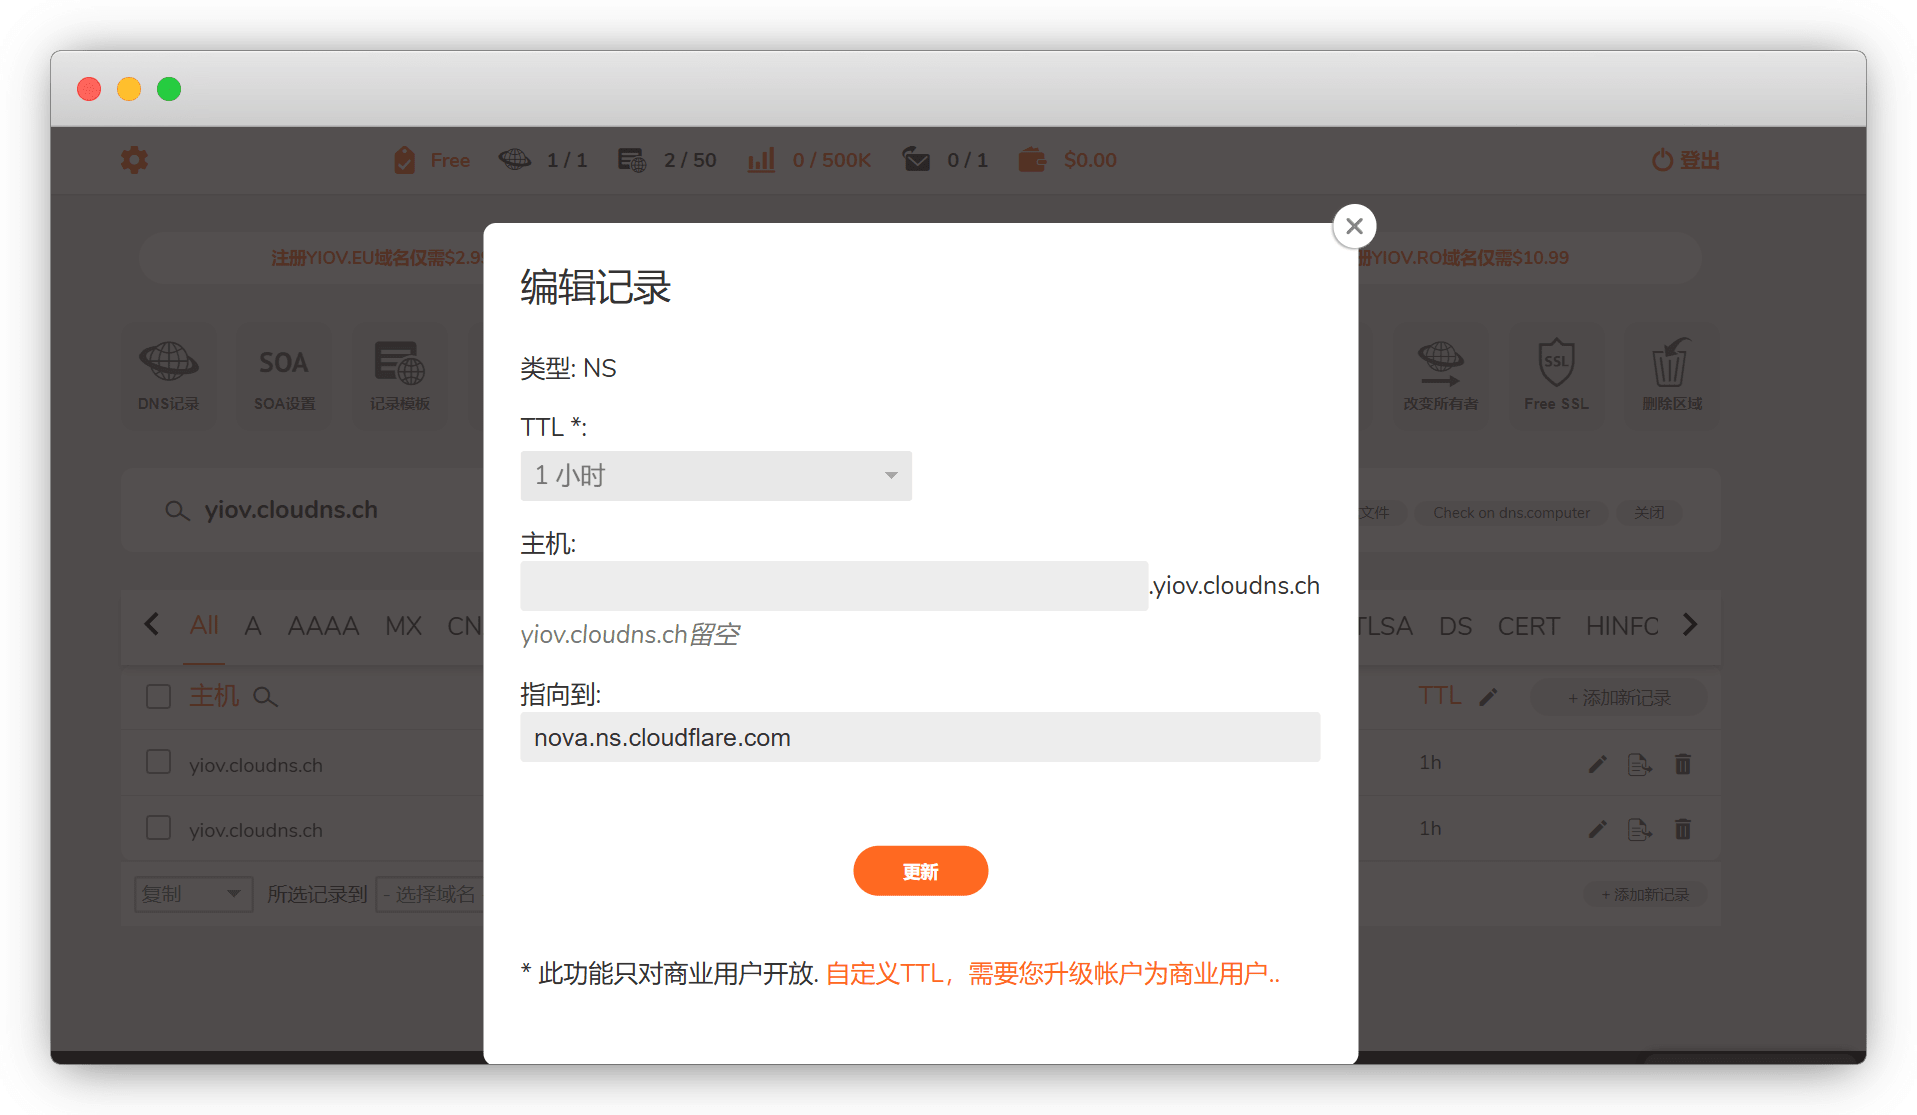 Free 1 / 1 2 / 50 0 / 500K 0 / 1 $0.00 登出
注册YIOV.EU域名仅需$2.9
册YIOV.RO域名仅需$10.99
编辑记录
SOA
SSL
DNS记录 SOA设置 记录模板 改变所有者 Free SSL 删除区域
类型: NS
TTL *:
1 小时
yiov.cloudns.ch
文件 Check on dns.computer 关闭
主机:
.yiov.cloudns.ch
yiov.cloudns.ch留空
All A AAAA MX CN TLSA DS CERT HINFO
指向到:
nova.ns.cloudflare.com
主机 TTL + 添加新记录
yiov.cloudns.ch 1h
yiov.cloudns.ch 1h
更新
复制 所选记录到 - 选择域名 + 添加新记录
* 此功能只对商业用户开放. 自定义TTL，需要您升级帐户为商业用户..